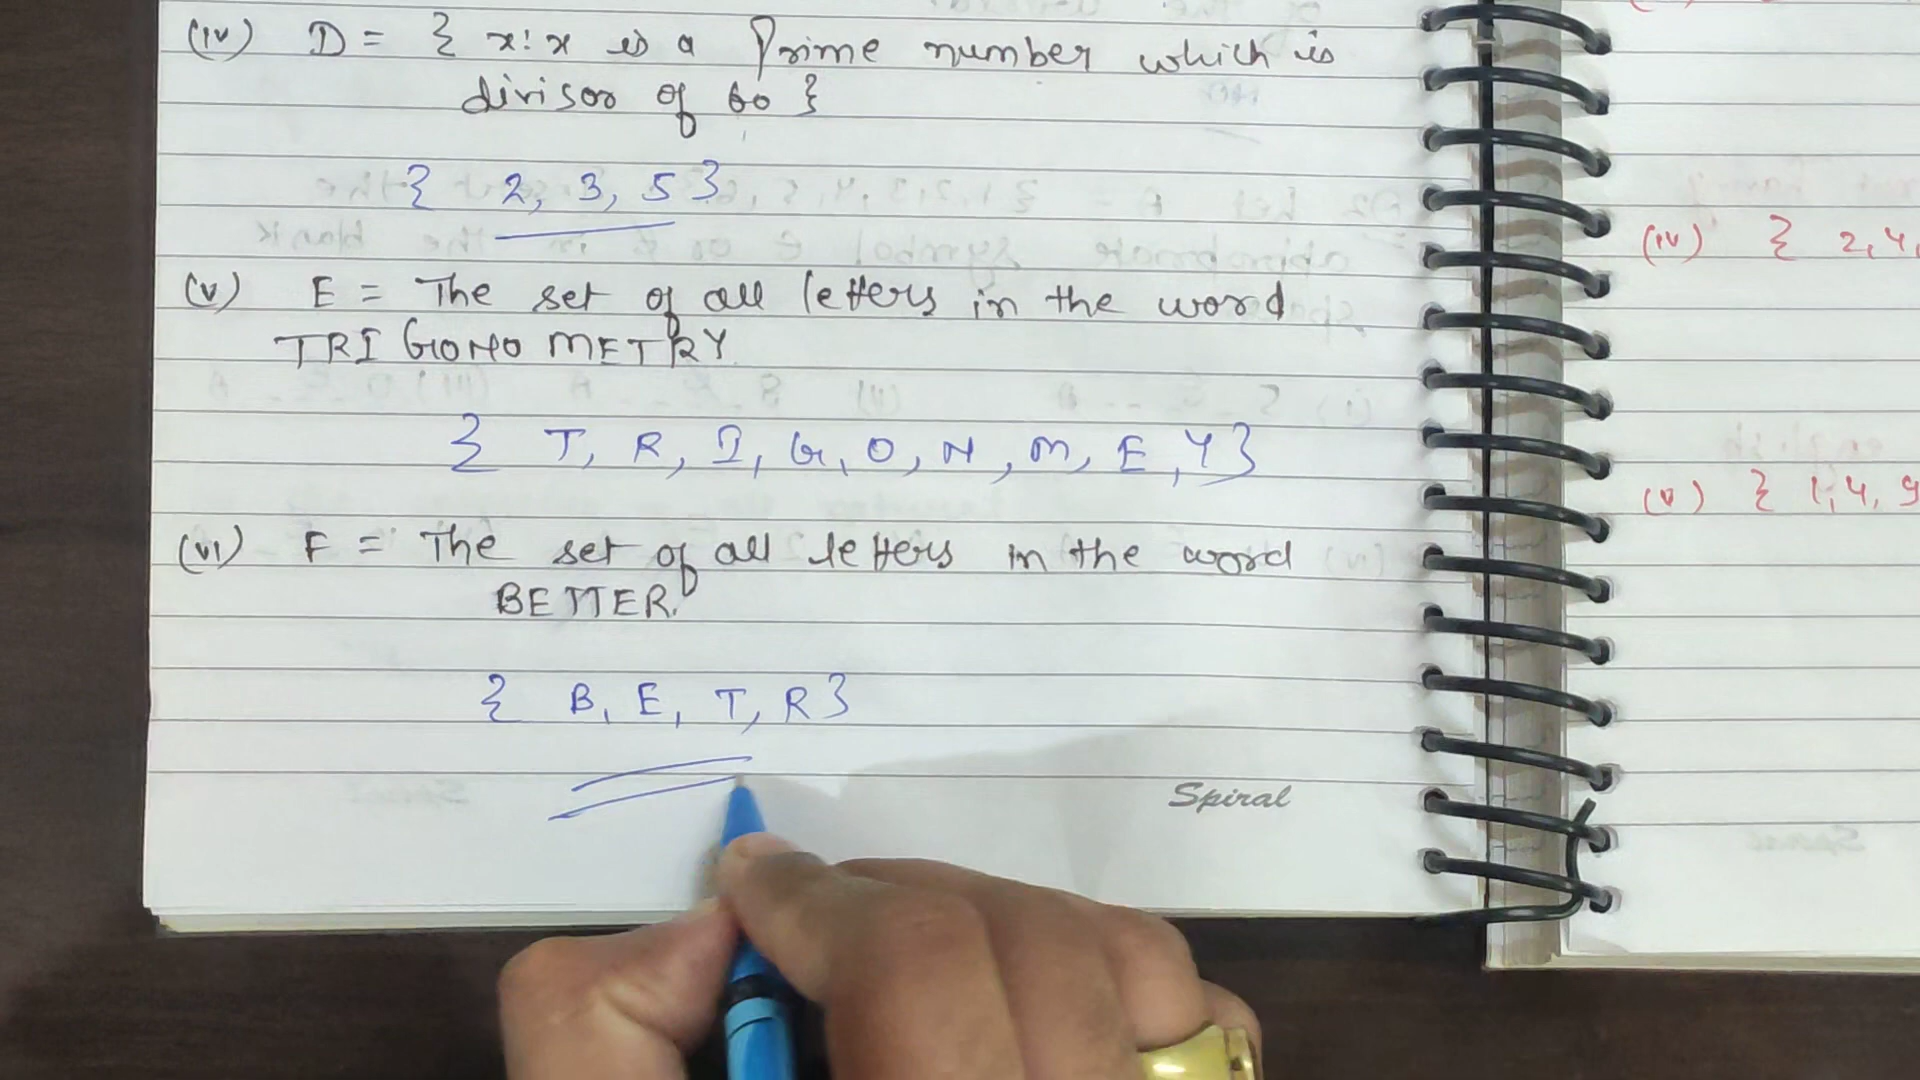 (iv) D = { x : x is a Prime number which is
divisor of 60 }
{ 2, 3, 5 }
(v) E = The set of all letters in the word
TRIGONOMETRY
{ T, R, I, G, O, N, M, E, Y }
(vi) F = The set of all letters in the word
BETTER.
{ B, E, T, R }
Spiral
(iv) { 2, 4,
(v) { 1, 4, 9